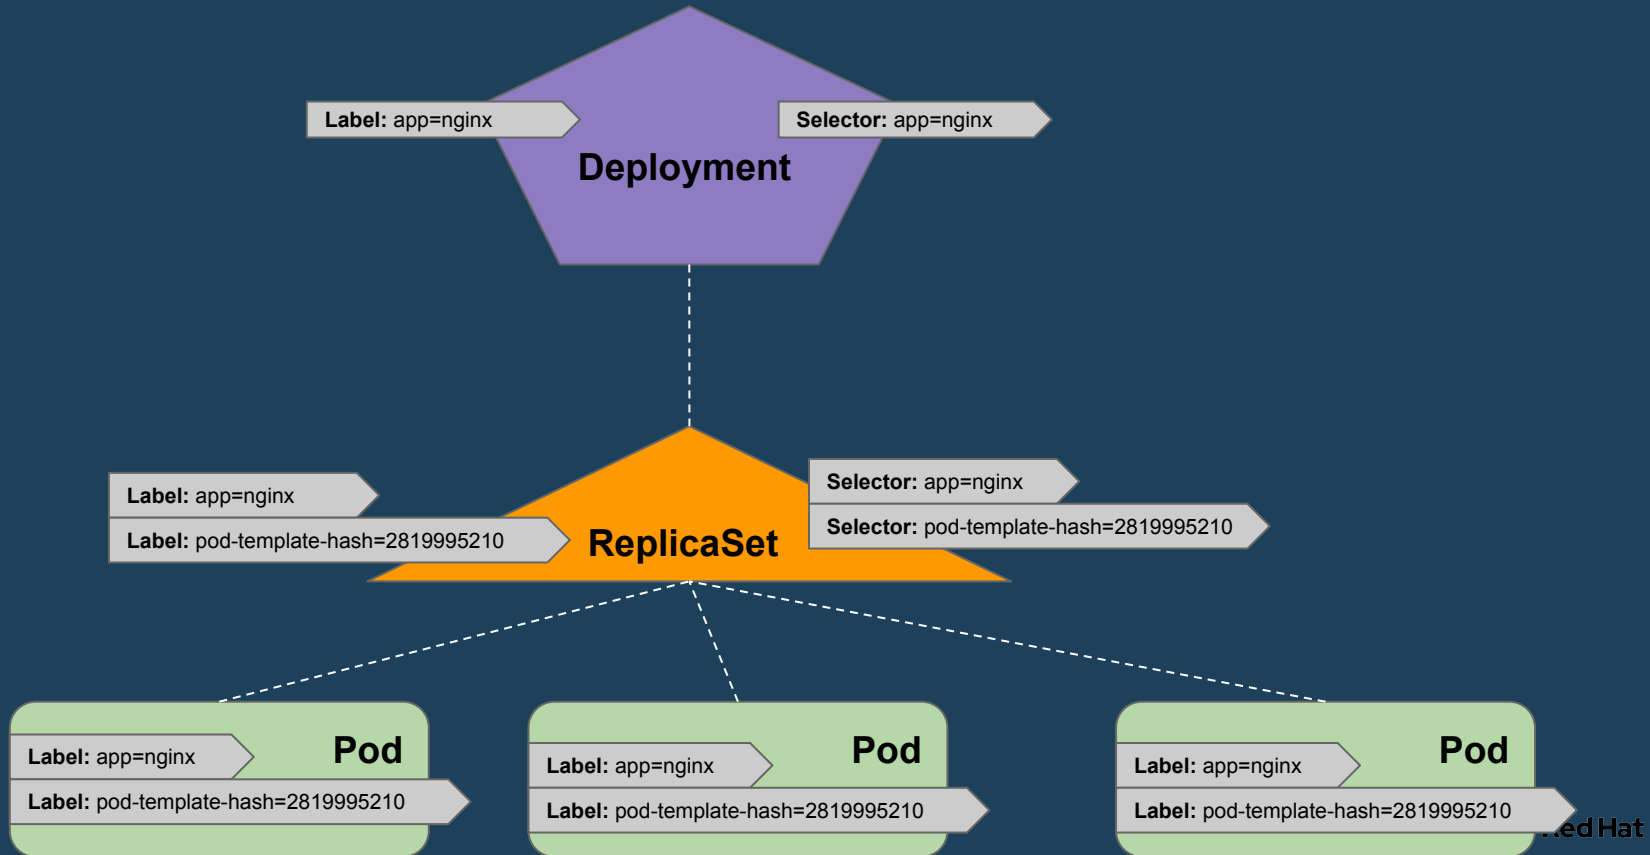 Label: app=nginx
Selector: app=nginx
Deployment
Label: app=nginx
Label: pod-template-hash=2819995210
ReplicaSet
Selector: app=nginx
Selector: pod-template-hash=2819995210
Pod
Label: app=nginx
Label: pod-template-hash=2819995210
Pod
Label: app=nginx
Label: pod-template-hash=2819995210
Pod
Label: app=nginx
Label: pod-template-hash=2819995210
Red Hat